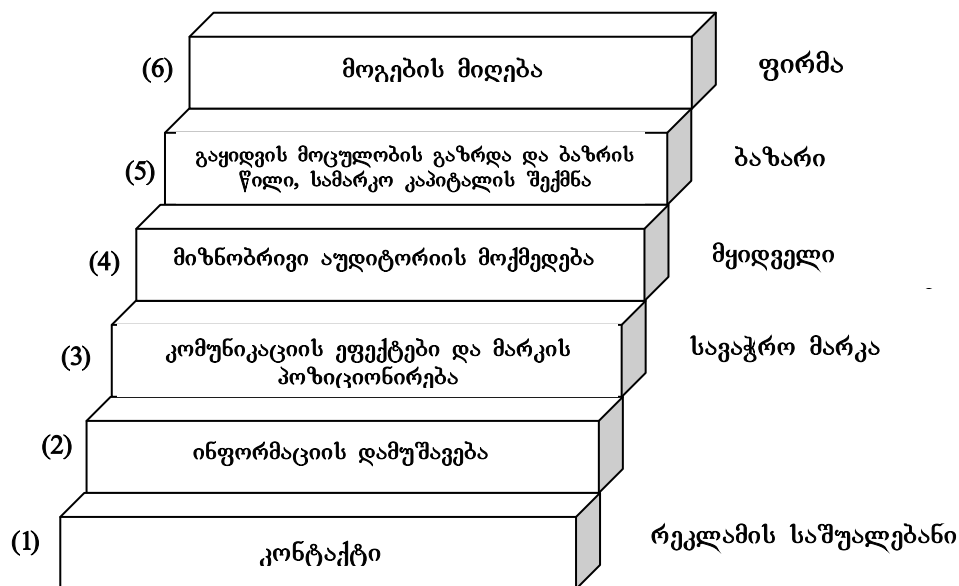 (6) მოგების მიღება ფირმა
(5) გაყიდვის მოცულობის გაზრდა და ბაზრის
წილი, სამარკო კაპიტალის შექმნა ბაზარი
(4) მიზნობრივი აუდიტორიის მოქმედება მყიდველი
(3) კომუნიკაციის ეფექტები და მარკის
პოზიციონირება სავაჭრო მარკა
(2) ინფორმაციის დამუშავება
(1) კონტაქტი რეკლამის საშუალებანი